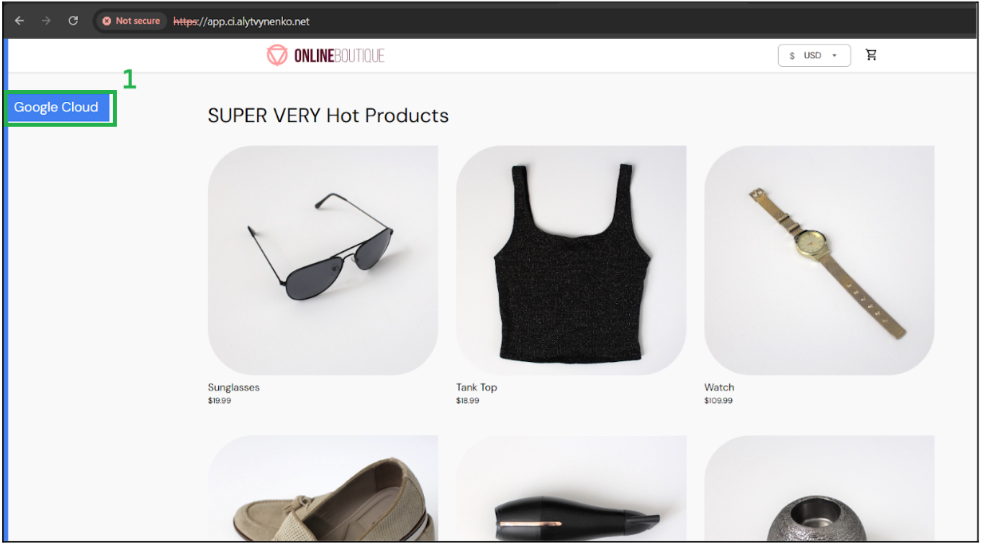 Not secure https://app.ci.alytvynenko.net
ONLINEBOUTIQUE
$ USD
1
Google Cloud
SUPER VERY Hot Products
Sunglasses
$19.99
Tank Top
$18.99
Watch
$109.99